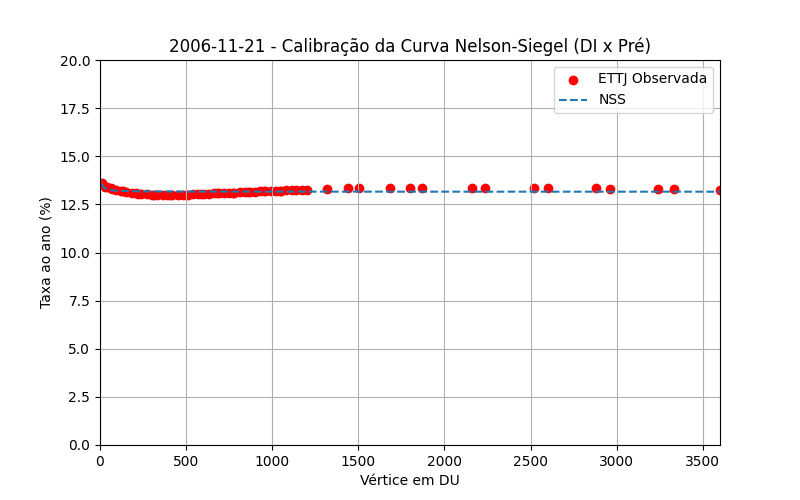 2006-11-21 - Calibração da Curva Nelson-Siegel (DI x Pré)
ETTJ Observada
NSS
Taxa ao ano (%)
20.0
17.5
15.0
12.5
10.0
7.5
5.0
2.5
0.0
0 500 1000 1500 2000 2500 3000 3500
Vértice em DU